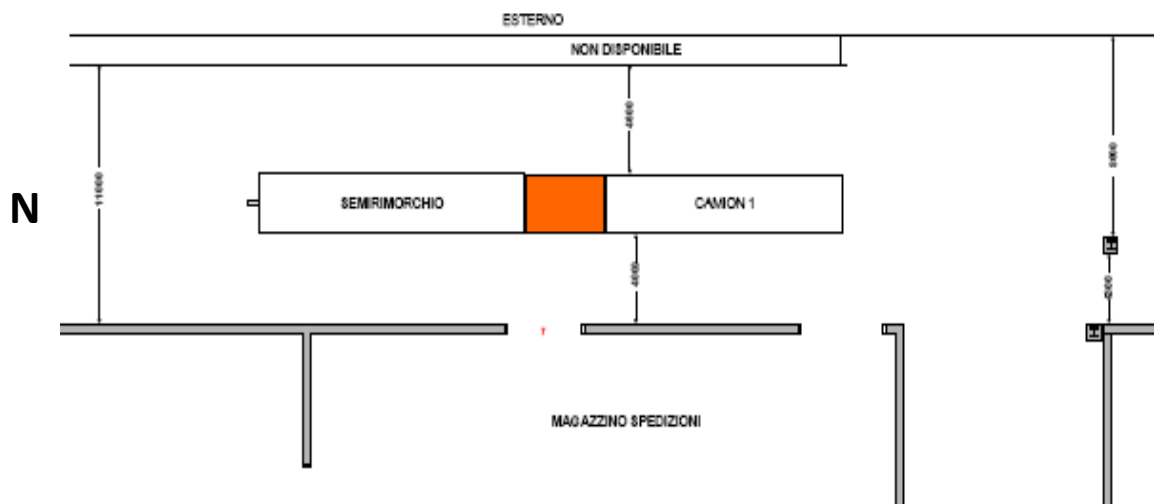 ESTERNO
NON DISPONIBILE
4000
11000
N
SEMIRIMORCHIO
CAMION 1
4000
MAGAZZINO SPEDIZIONI